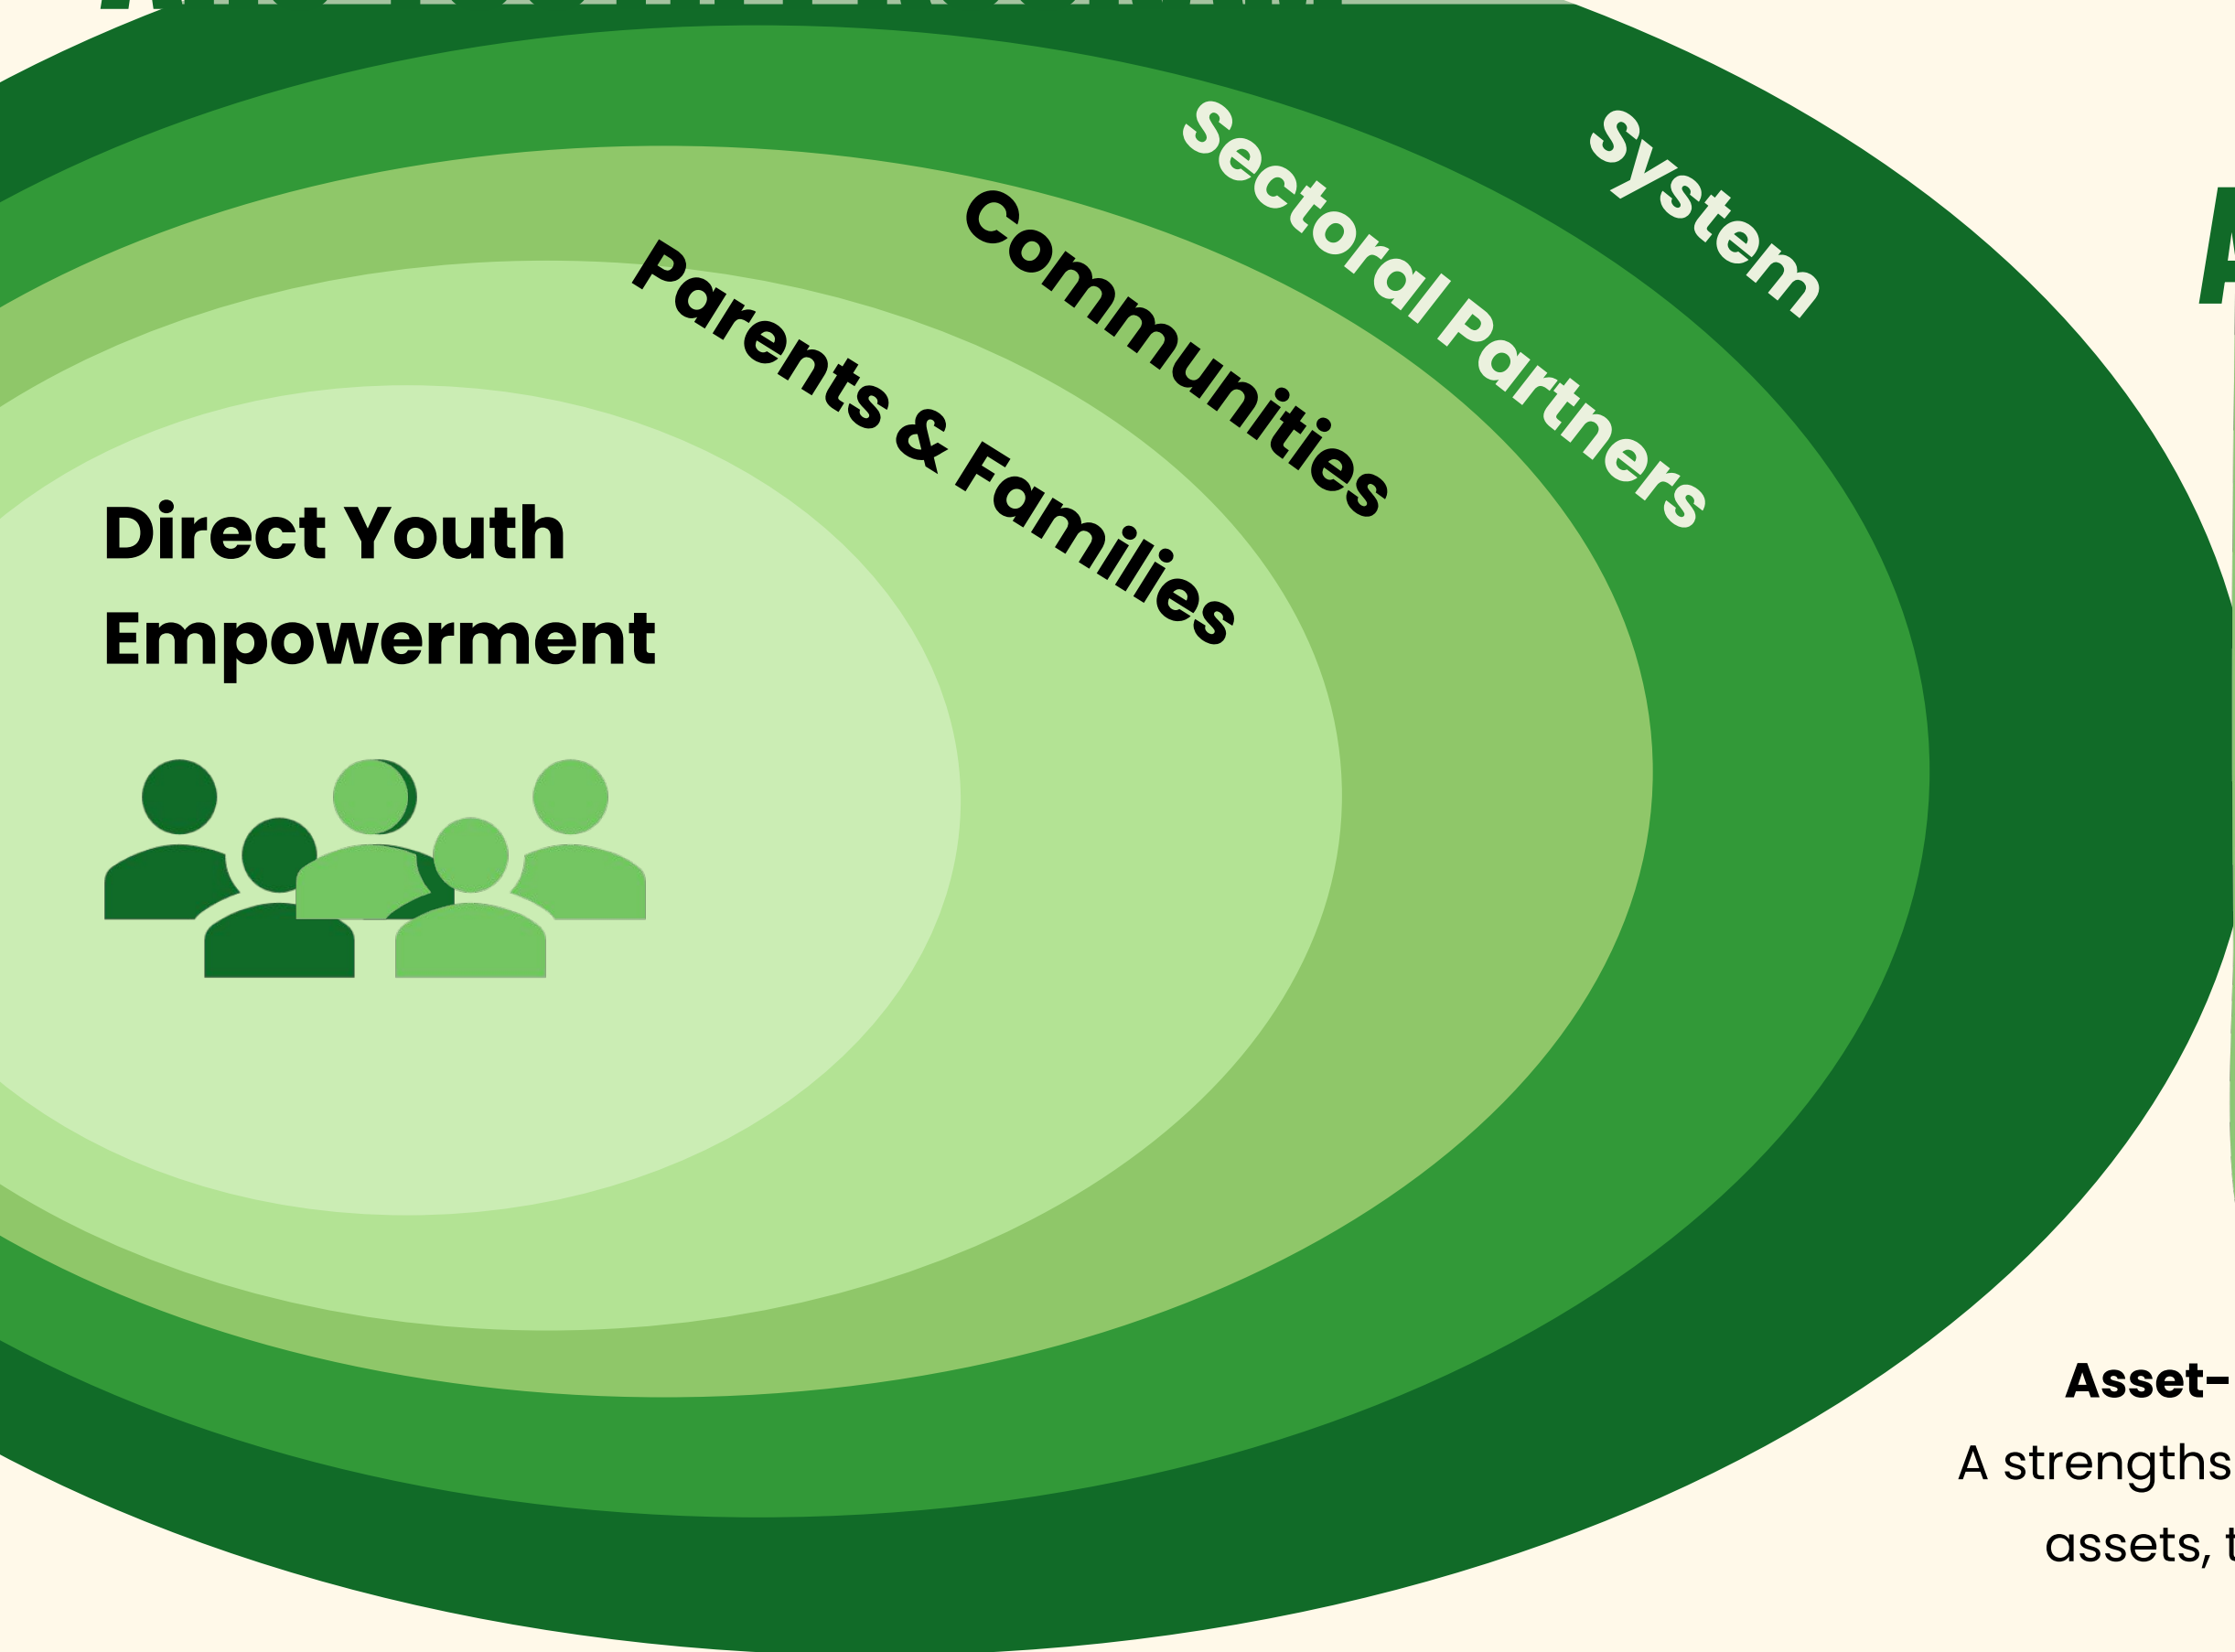 System
Sectoral Partners
Communities
Parents & Families
Direct Youth
Empowerment
Asset-
A strengths
assets,